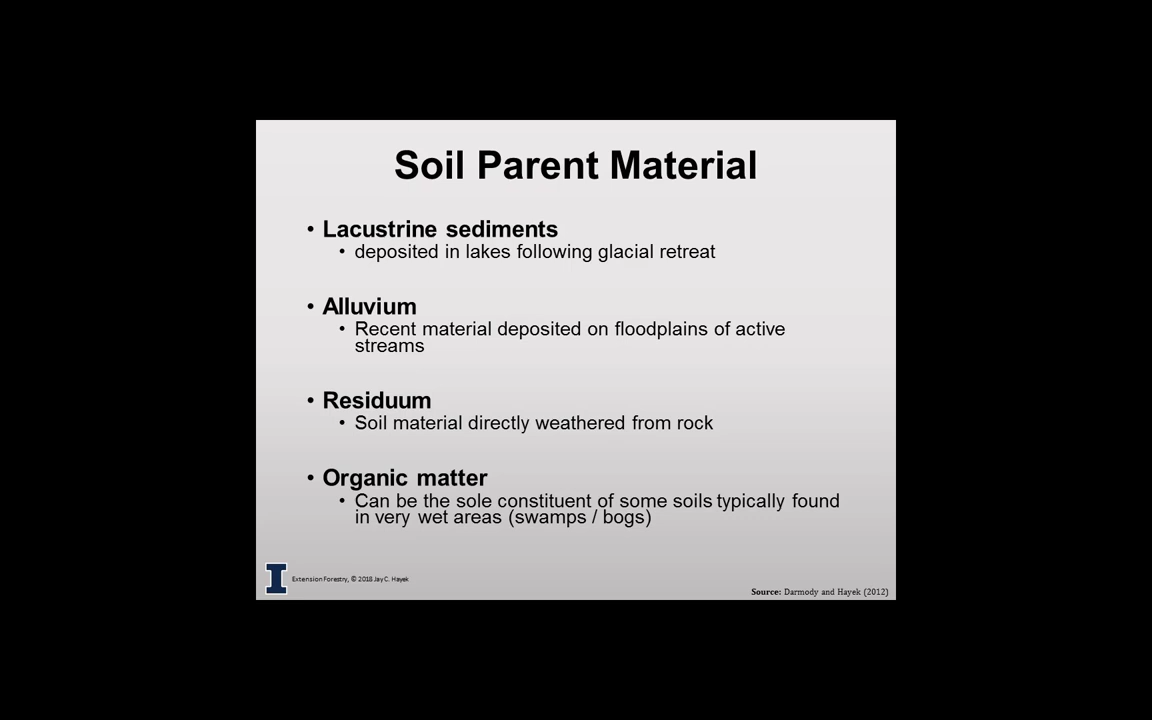 Soil Parent Material
• Lacustrine sediments
• deposited in lakes following glacial retreat
• Alluvium
• Recent material deposited on floodplains of active
streams
• Residuum
• Soil material directly weathered from rock
• Organic matter
• Can be the sole constituent of some soils typically found
in very wet areas (swamps / bogs)
I
Extension Forestry, © 2018 Jay C. Hayek
Source: Darmody and Hayek (2012)